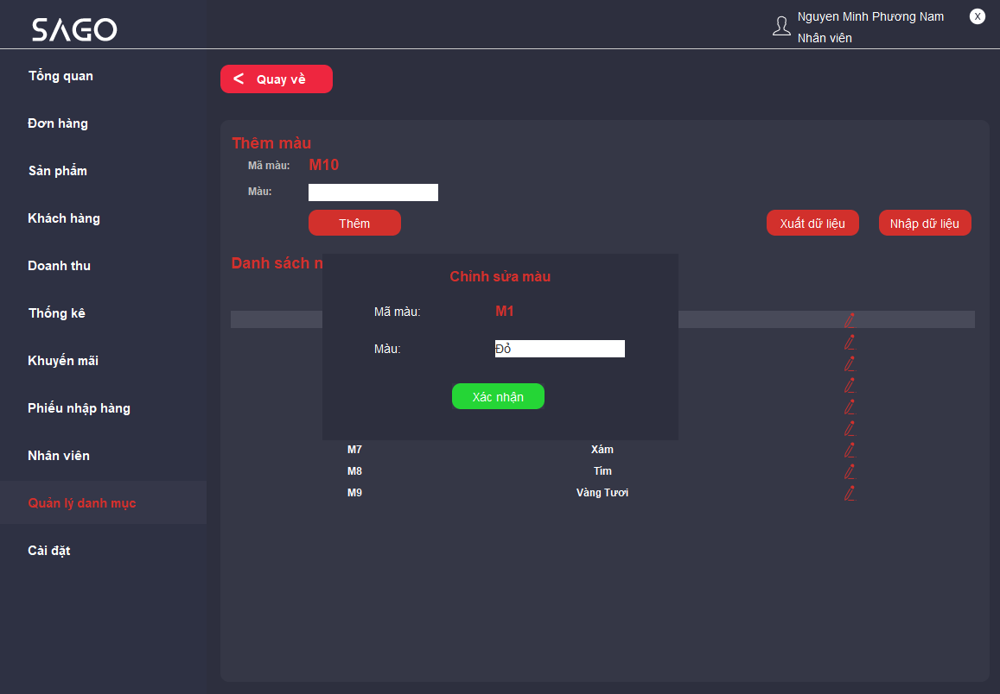 SAGO
Nguyen Minh Phương Nam
X
Nhân viên
Tổng quan
Đơn hàng
Sản phẩm
Khách hàng
Doanh thu
Thống kê
Khuyến mãi
Phiếu nhập hàng
Nhân viên
Quản lý danh mục
Cài đặt
< Quay về
Thêm màu
Mã màu: M10
Màu:
Thêm
Xuất dữ liệu
Nhập dữ liệu
Danh sách
Chỉnh sửa màu
Mã màu: M1
Màu: Đỏ
Xác nhận
M7 Xám
M8 Tím
M9 Vàng Tươi